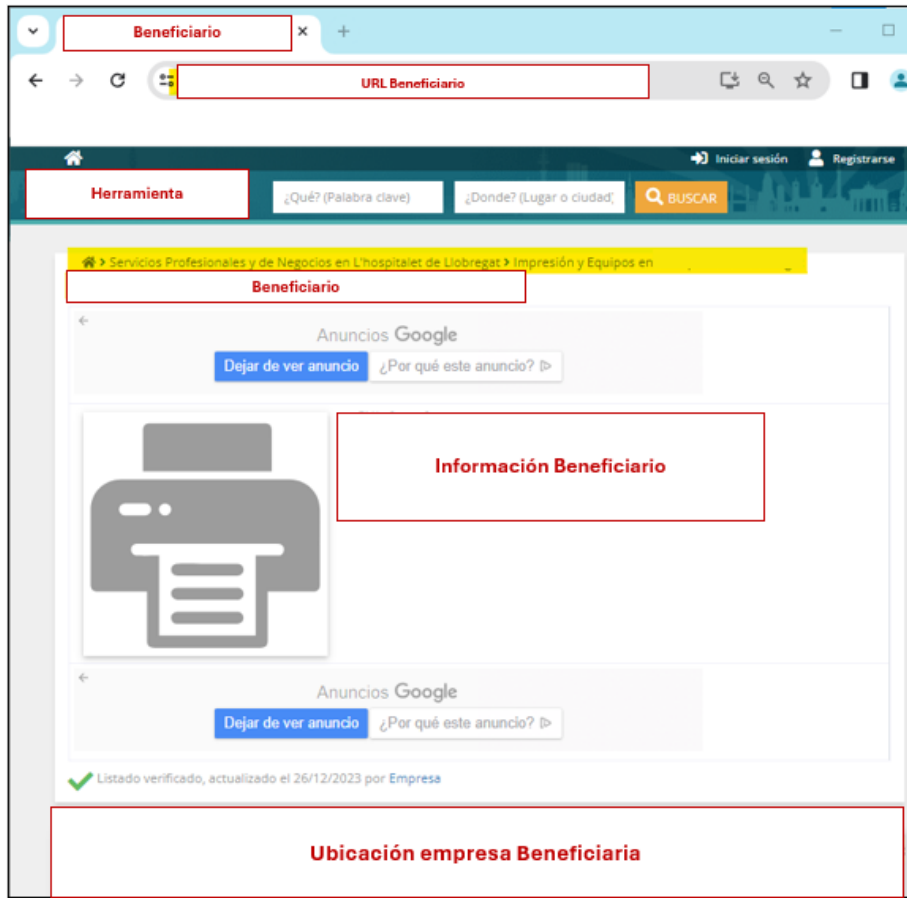 Beneficiario
URL Beneficiario
Iniciar sesión Registrarse
Herramienta ¿Qué? (Palabra clave) ¿Donde? (Lugar o ciudad) BUSCAR
> Servicios Profesionales y de Negocios en L'hospitalet de Llobregat > Impresión y Equipos en
Beneficiario
Anuncios Google
Dejar de ver anuncio ¿Por qué este anuncio?
Información Beneficiario
Anuncios Google
Dejar de ver anuncio ¿Por qué este anuncio?
Listado verificado, actualizado el 26/12/2023 por Empresa
Ubicación empresa Beneficiaria